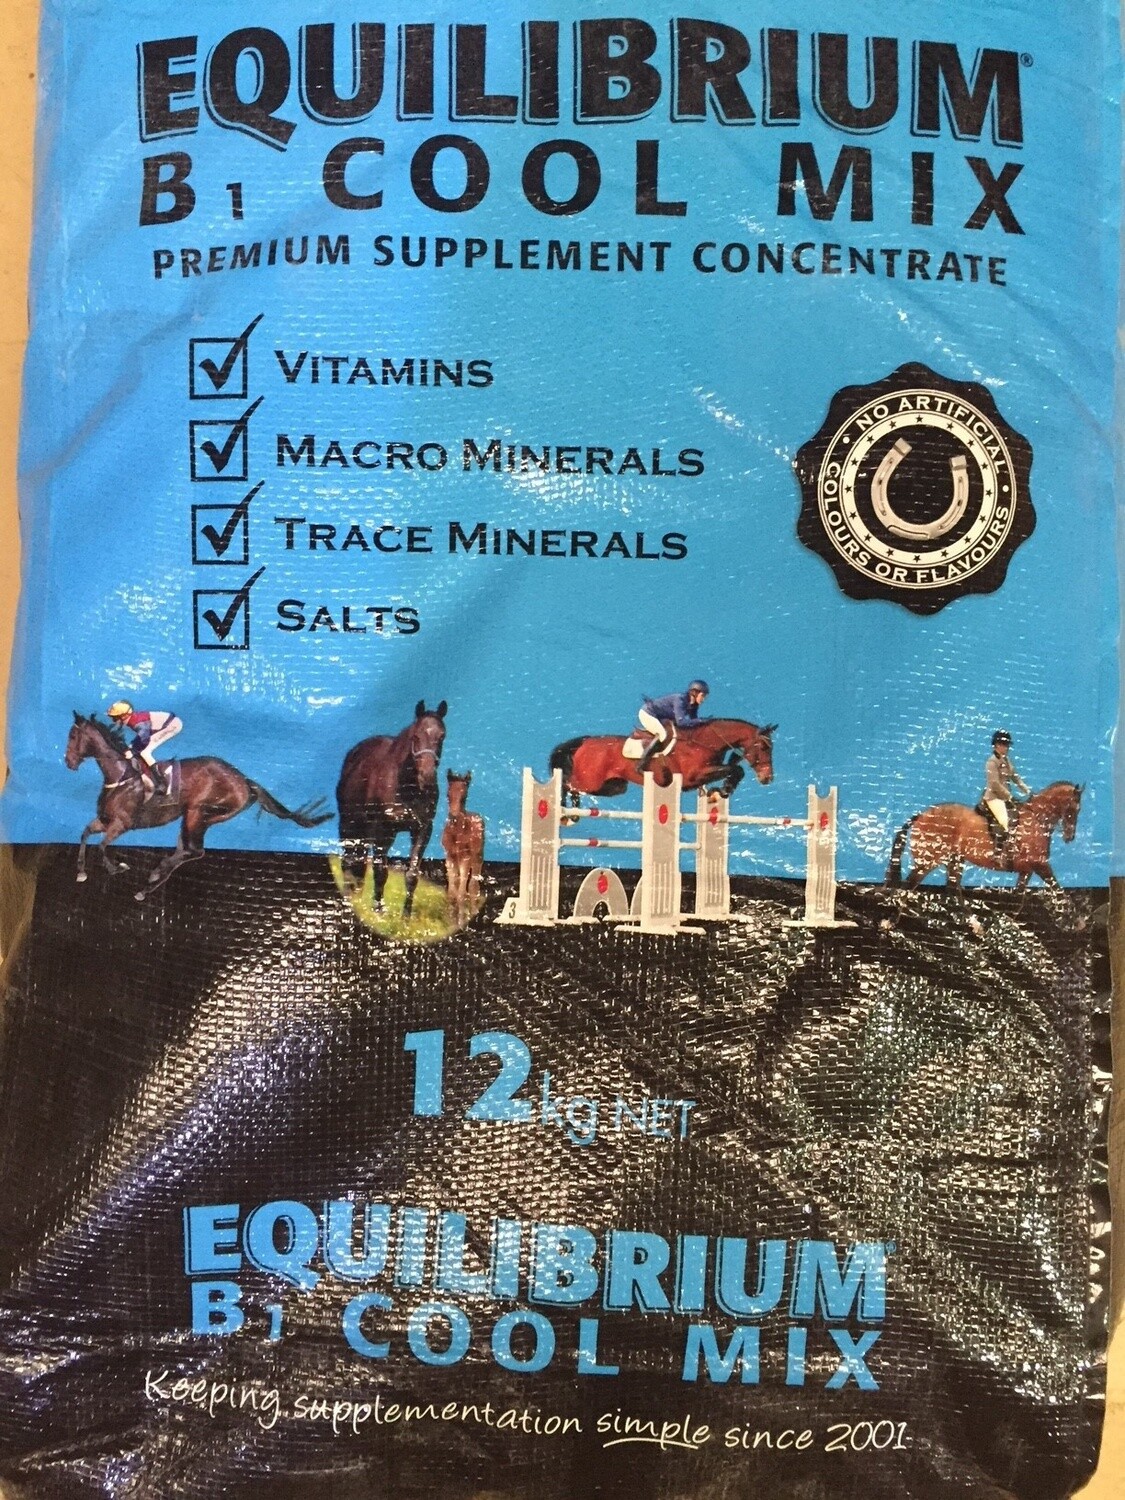 EQUILIBRIUM®
B1 COOL MIX
PREMIUM SUPPLEMENT CONCENTRATE
VITAMINS
MACRO MINERALS
TRACE MINERALS
SALTS
• NO ARTIFICIAL •
COLOURS OR FLAVOURS
3
12kg NET
EQUILIBRIUM®
B1 COOL MIX
Keeping supplementation simple since 2001